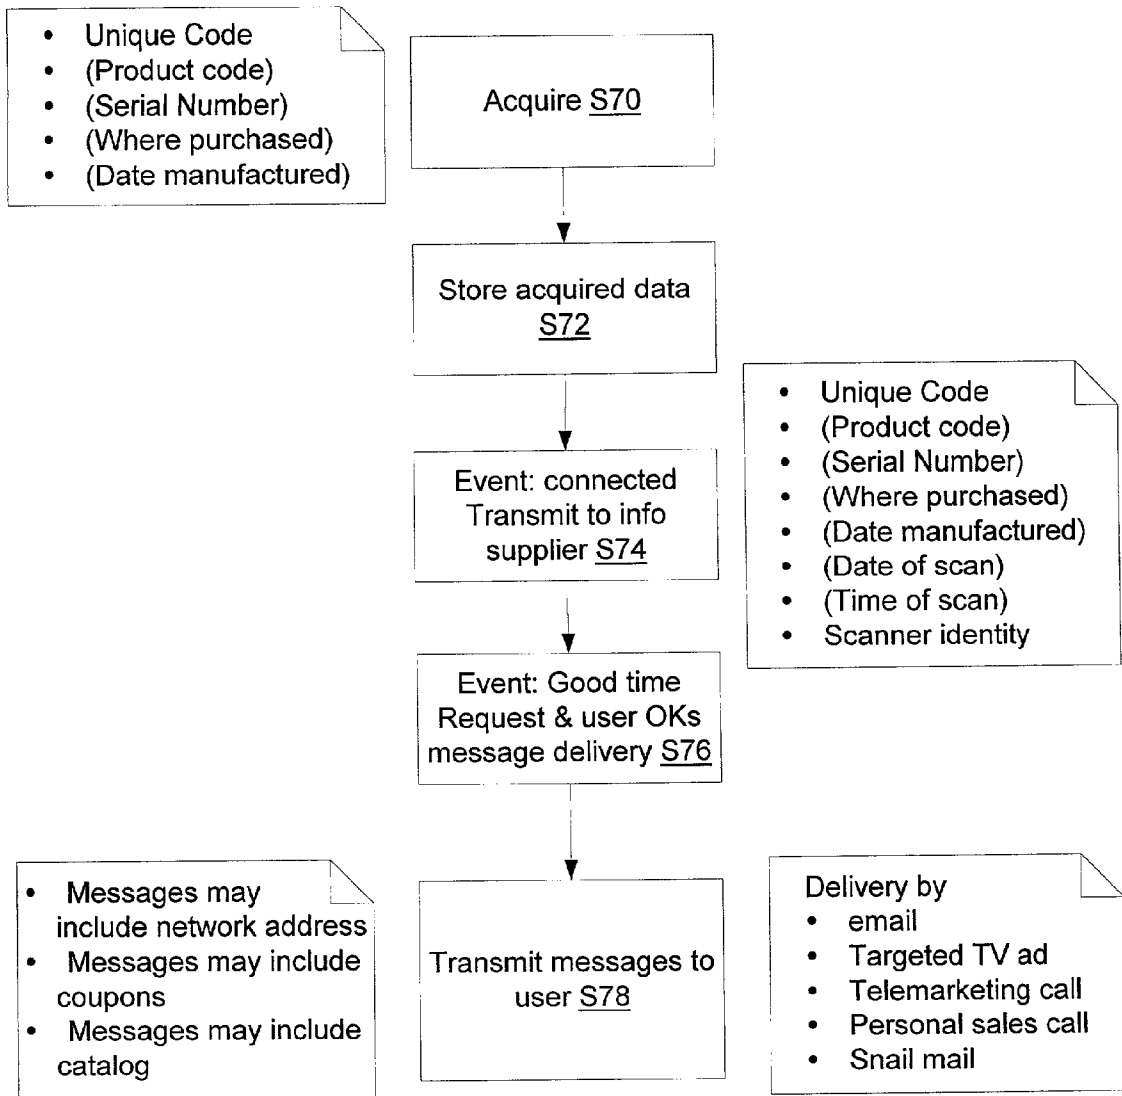 • Unique Code
• (Product code)
• (Serial Number)
• (Where purchased)
• (Date manufactured)
Acquire S70
Store acquired data
S72
Event: connected
Transmit to info
supplier S74
• Unique Code
• (Product code)
• (Serial Number)
• (Where purchased)
• (Date manufactured)
• (Date of scan)
• (Time of scan)
• Scanner identity
Event: Good time
Request & user OKs
message delivery S76
• Messages may
include network address
• Messages may include
coupons
• Messages may include
catalog
Transmit messages to
user S78
Delivery by
• email
• Targeted TV ad
• Telemarketing call
• Personal sales call
• Snail mail